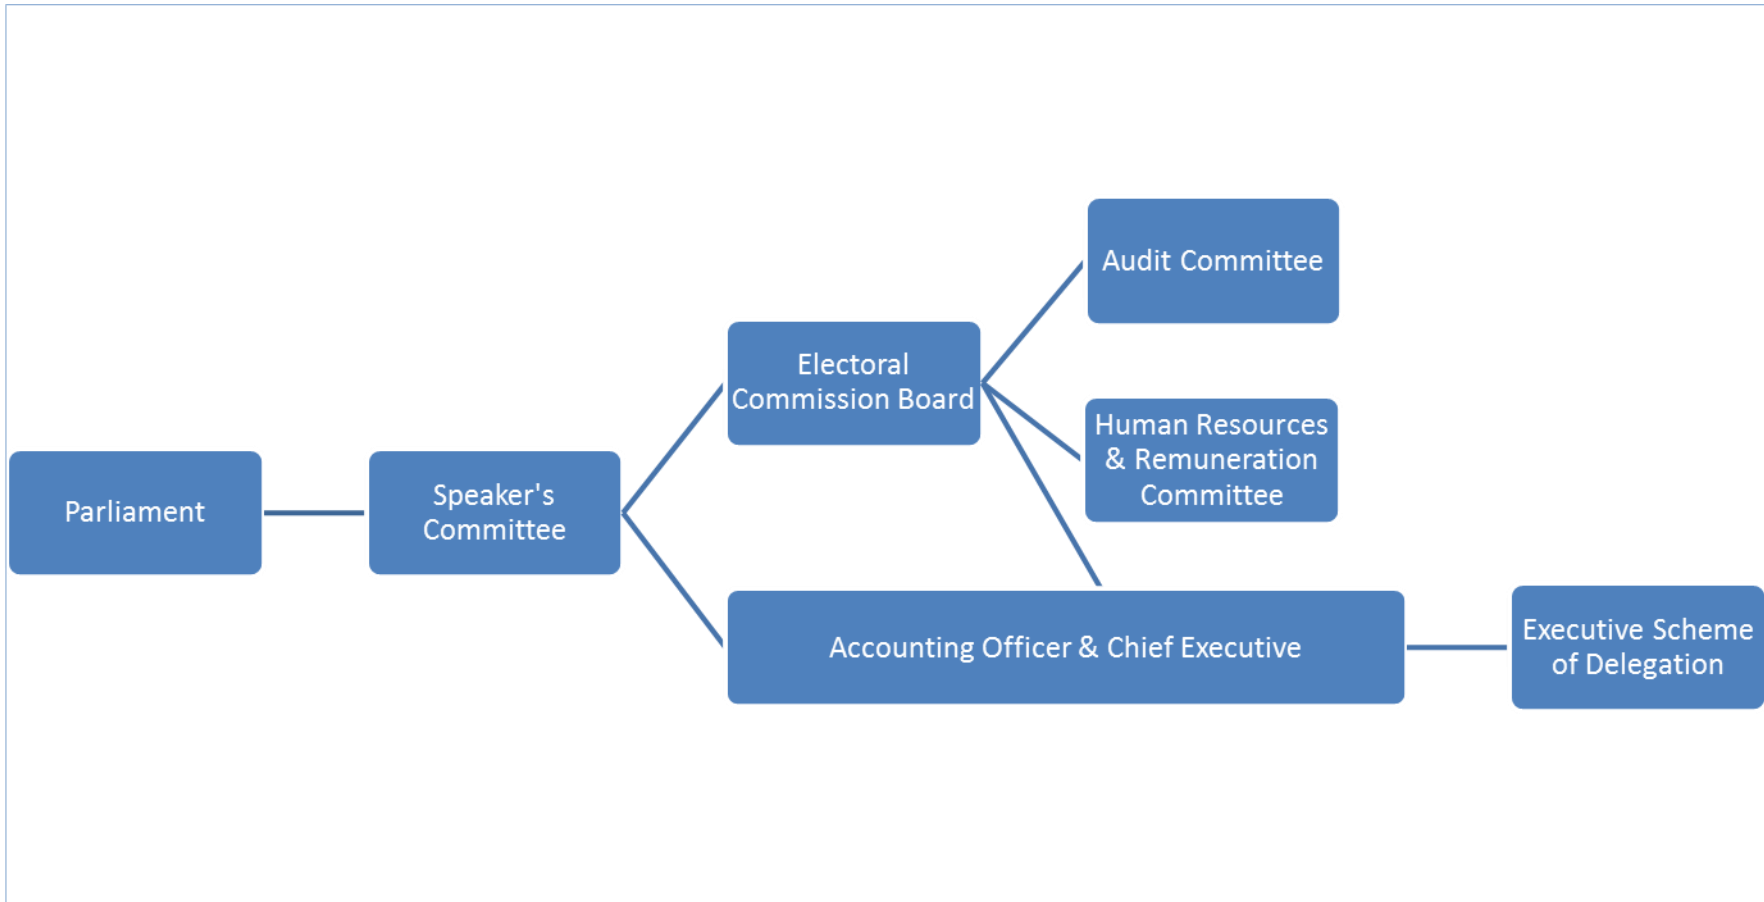 Parliament
Speaker's
Committee
Electoral
Commission Board
Audit Committee
Human Resources
& Remuneration
Committee
Accounting Officer & Chief Executive
Executive Scheme
of Delegation